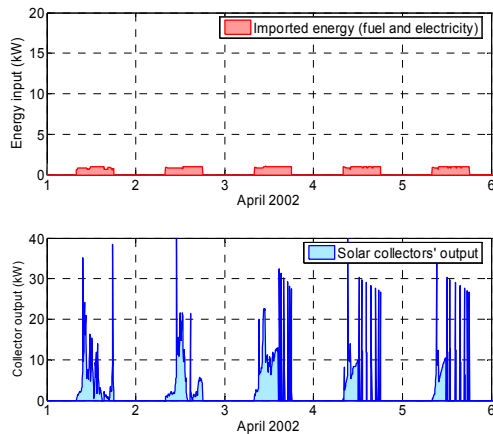 20
Imported energy (fuel and electricity)
15
10
5
0
Energy input (kW)
1 2 3 4 5 6
April 2002
40
Solar collectors' output
30
20
10
0
Collector output (kW)
1 2 3 4 5 6
April 2002